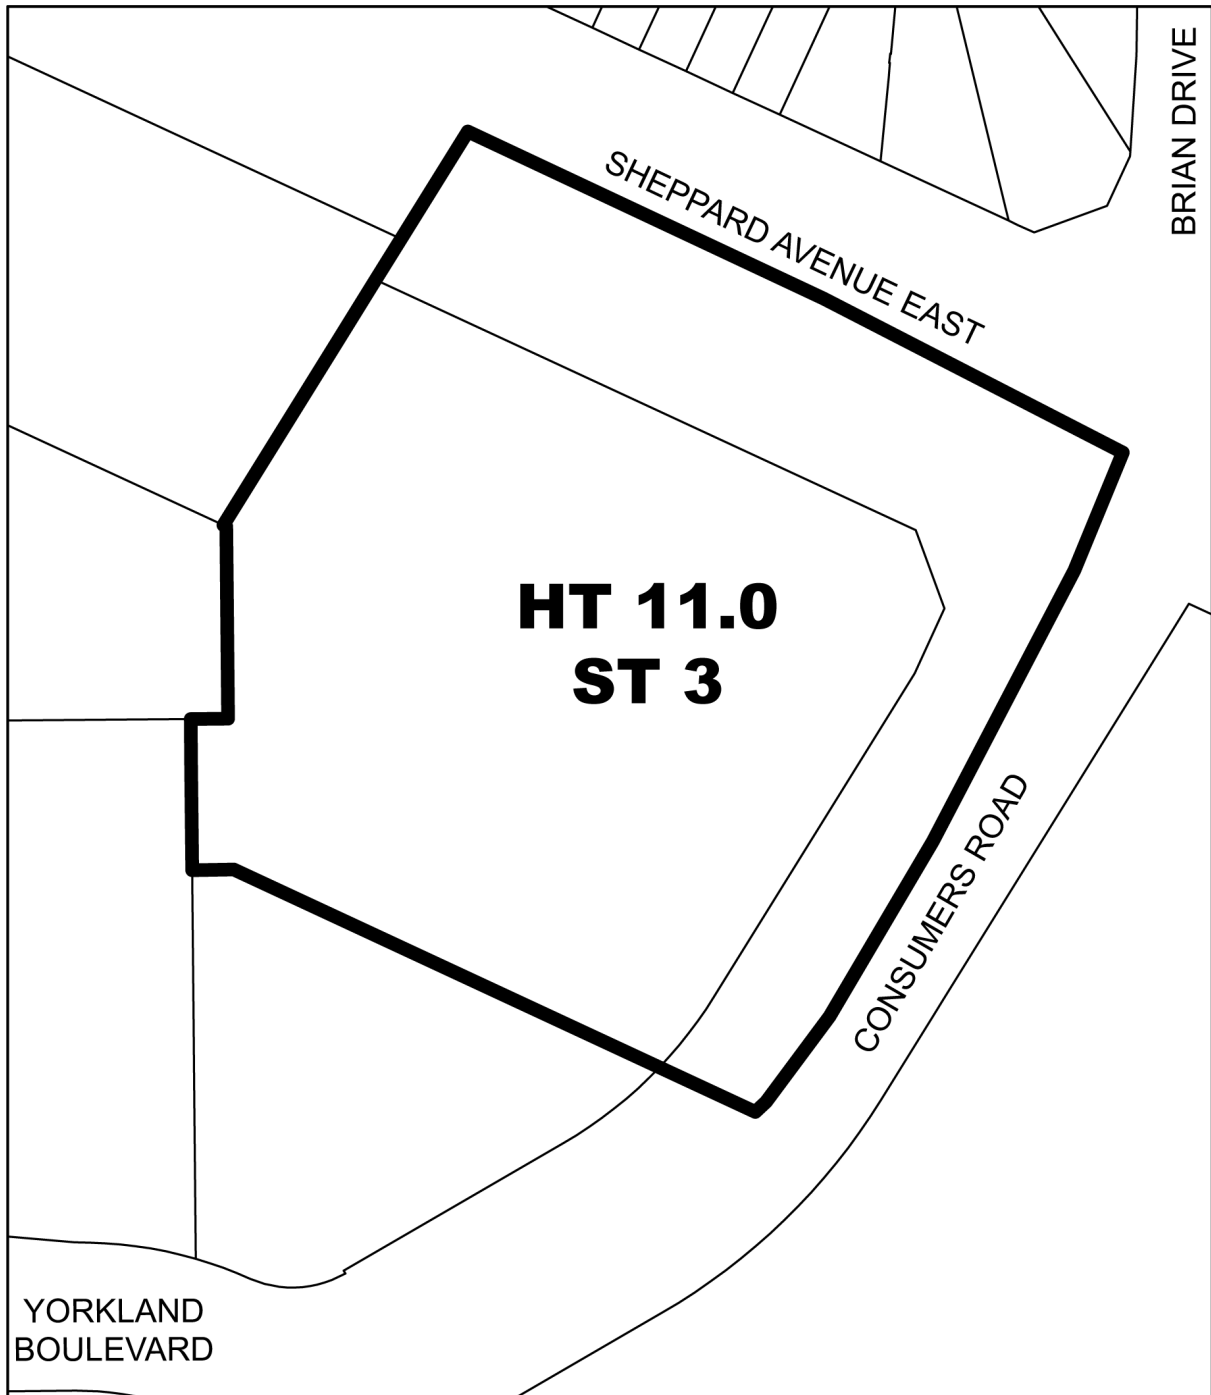 BRIAN DRIVE
SHEPPARD AVENUE EAST
HT 11.0
ST 3
CONSUMERS ROAD
YORKLAND
BOULEVARD